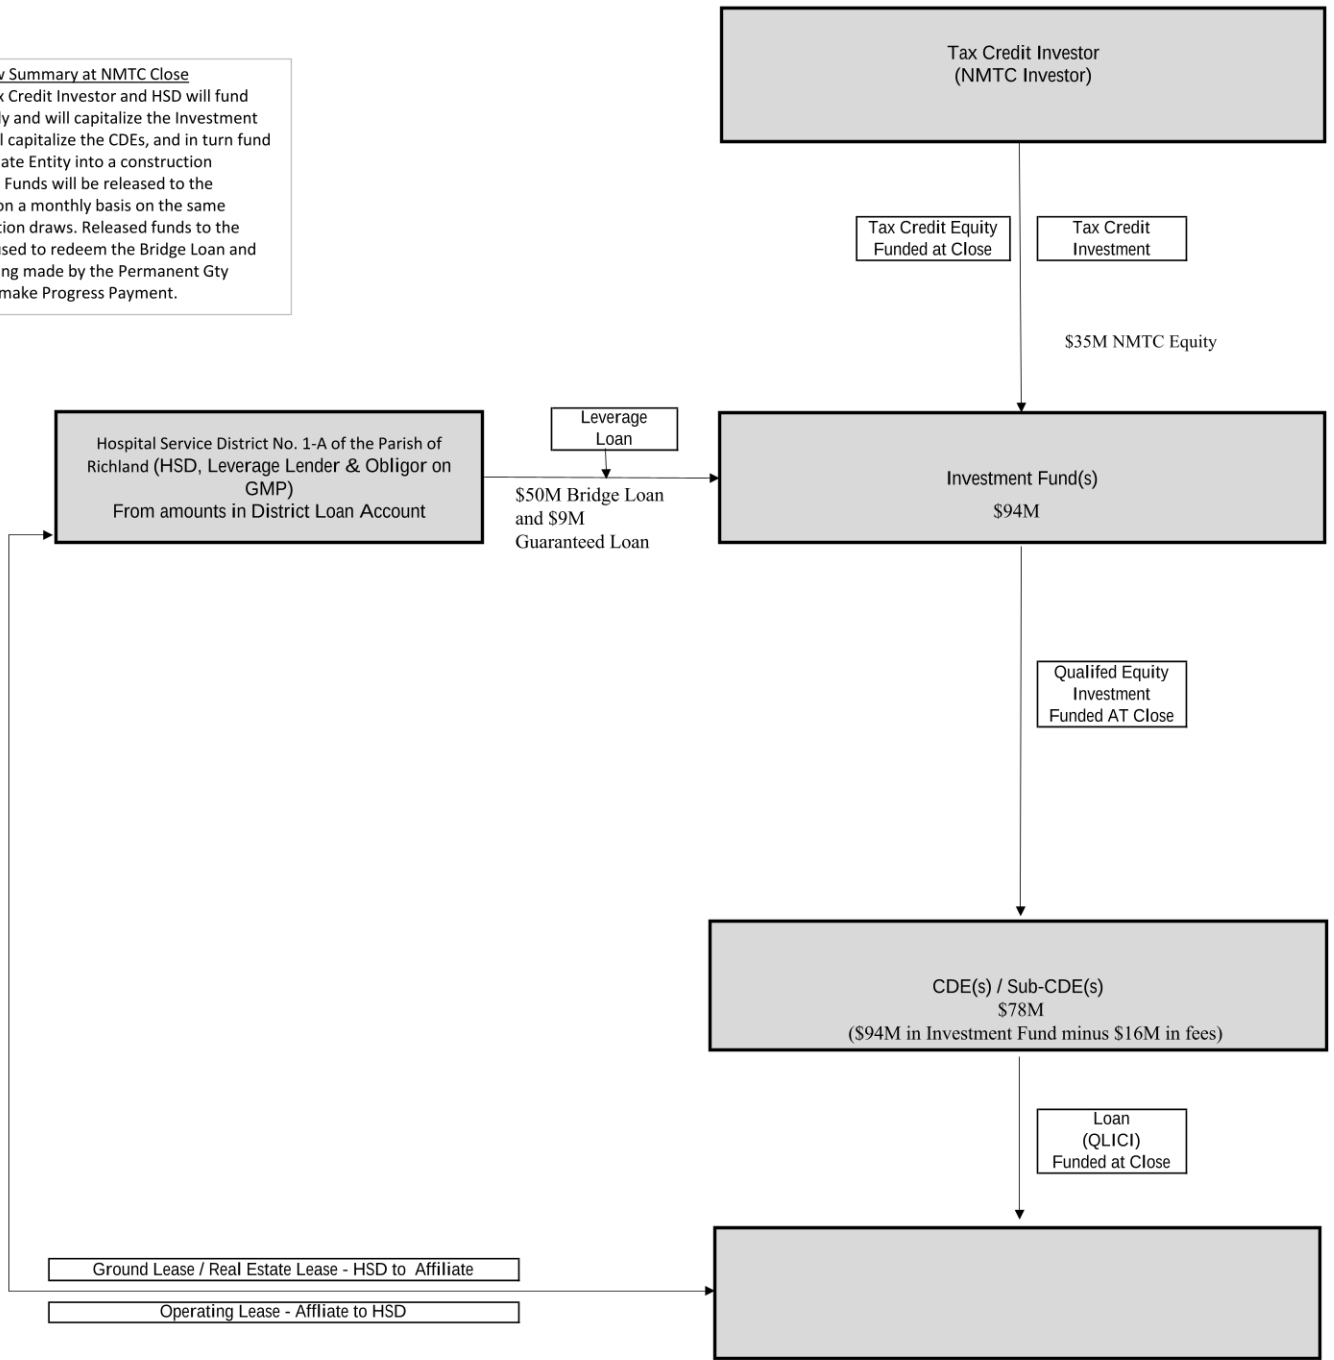 Tax Credit Investor
(NMTC Investor)
Summary at NMTC Close
Credit Investor and HSD will fund
and will capitalize the Investment
capitalize the CDEs, and in turn fund
Entity into a construction
Funds will be released to the
on a monthly basis on the same
draws. Released funds to the
used to redeem the Bridge Loan and
made by the Permanent Gty
make Progress Payment.
Tax Credit Equity
Funded at Close
Tax Credit
Investment
$35M NMTC Equity
Hospital Service District No. 1-A of the Parish of
Richland (HSD, Leverage Lender & Obligor on
GMP)
From amounts in District Loan Account
Leverage
Loan
$50M Bridge Loan
and $9M
Guaranteed Loan
Investment Fund(s)
$94M
Qualifed Equity
Investment
Funded AT Close
CDE(s) / Sub-CDE(s)
$78M
($94M in Investment Fund minus $16M in fees)
Loan
(QLICI)
Funded at Close
Ground Lease / Real Estate Lease - HSD to Affiliate
Operating Lease - Affliate to HSD